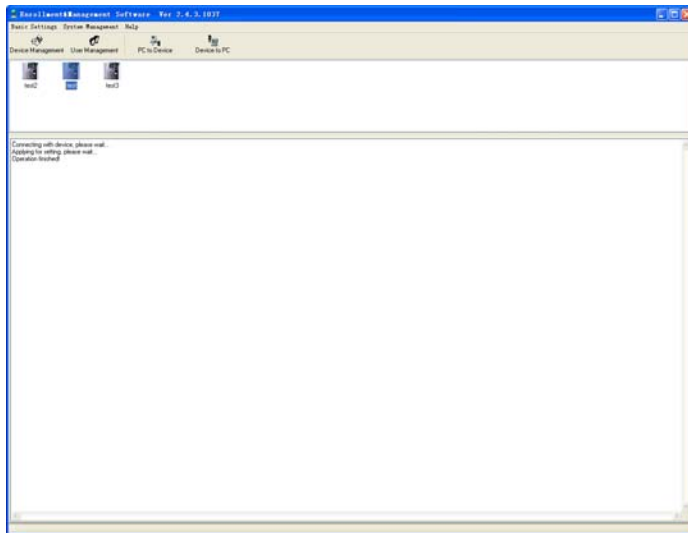 Enrollment&Management Software Ver 2.4.3.1037
Basic Settings System Management Help
Device Management User Management PC to Device Device to PC
test2 test test3
Connecting with device, please wait...
Applying for setting, please wait...
Operation finished!